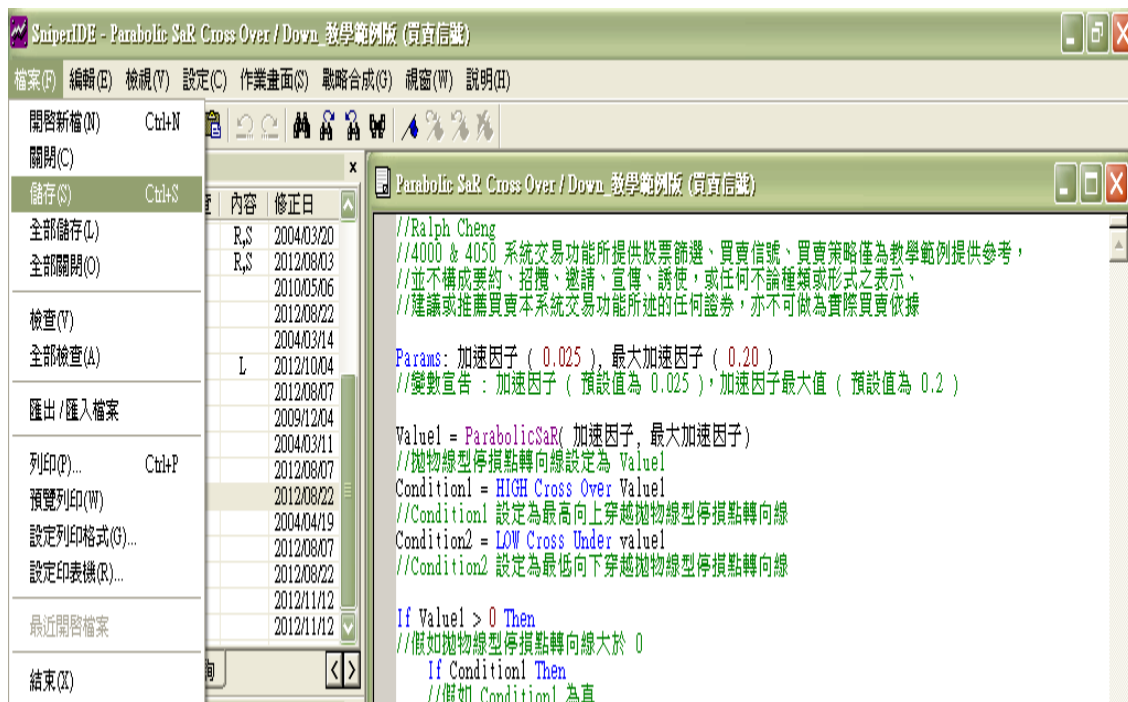 SniperIDE - Parabolic SaR Cross Over / Down_教學範例版 (買賣信號)
檔案(F) 編輯(E) 檢視(V) 設定(C) 作業畫面(S) 戰略合成(G) 視窗(W) 說明(H)
開啓新檔(N) Ctrl+N
關閉(C)
儲存(S) Ctrl+S
全部儲存(L)
全部關閉(O)
檢查(V)
全部檢查(A)
匯出 / 匯入檔案
列印(P)... Ctrl+P
預覽列印(W)
設定列印格式(G)...
設定印表機(R)...
最近開啓檔案
結束(X)
內容 修正日
R,S 2004/03/20
R,S 2012/08/03
2010/05/06
2012/08/22
2004/03/14
L 2012/10/04
2012/08/07
2009/12/04
2004/03/11
2012/08/07
2012/08/22
2004/04/19
2012/08/07
2012/08/22
2012/11/12
2012/11/12
Parabolic SaR Cross Over / Down_教學範例版 (買賣信號)
//Ralph Cheng
//4000 & 4050 系統交易功能所提供股票篩選、買賣信號、買賣策略僅為教學範例提供參考，
//並不構成要約、招攬、邀請、宣傳、誘使，或任何不論種類或形式之表示、
//建議或推薦買賣本系統交易功能所述的任何證券，亦不可做為實際買賣依據
Params: 加速因子 ( 0.025 ), 最大加速因子 ( 0.20 )
//變數宣告 : 加速因子 ( 預設值為 0.025 )，加速因子最大值 ( 預設值為 0.2 )
Value1 = ParabolicSaR( 加速因子, 最大加速因子)
//拋物線型停損點轉向線設定為 Value1
Condition1 = HIGH Cross Over Value1
//Condition1 設定為最高向上穿越拋物線型停損點轉向線
Condition2 = LOW Cross Under value1
//Condition2 設定為最低向下穿越拋物線型停損點轉向線
If Value1 > 0 Then
//假如拋物線型停損點轉向線大於 0
If Condition1 Then
//假如 Condition1 為真